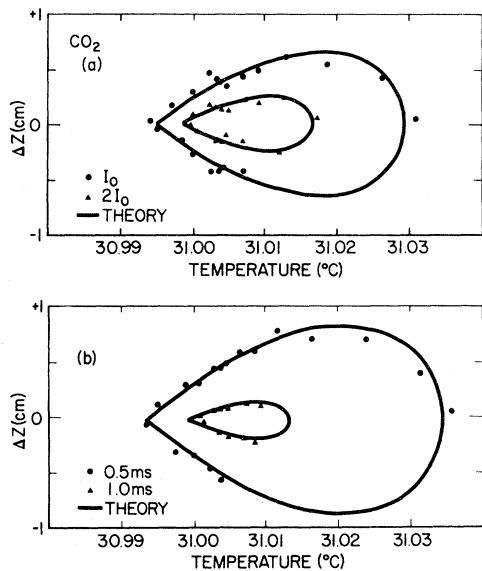 +1
CO2
(a)
ΔZ(cm)
0
I0
2I0
THEORY
-1
30.99 31.00 31.01 31.02 31.03
TEMPERATURE (°C)
+1
(b)
ΔZ(cm)
0
0.5ms
1.0ms
THEORY
-1
30.99 31.00 31.01 31.02 31.03
TEMPERATURE (°C)